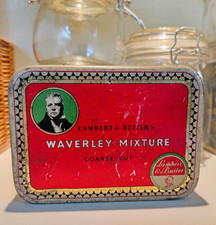 LAMBERT & BUTLER'S
WAVERLEY MIXTURE
COARSE CUT
Lambert
& Butler